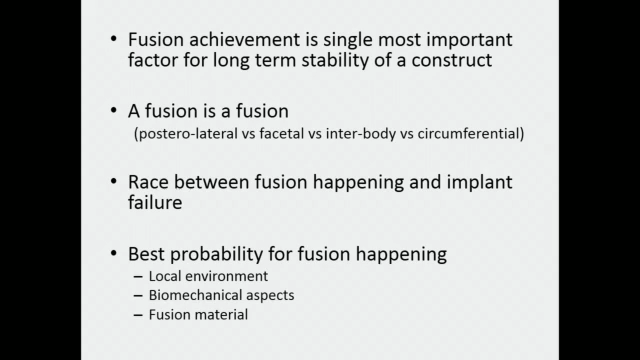 • Fusion achievement is single most important
factor for long term stability of a construct
• A fusion is a fusion
(postero-lateral vs facetal vs inter-body vs circumferential)
• Race between fusion happening and implant
failure
• Best probability for fusion happening
– Local environment
– Biomechanical aspects
– Fusion material